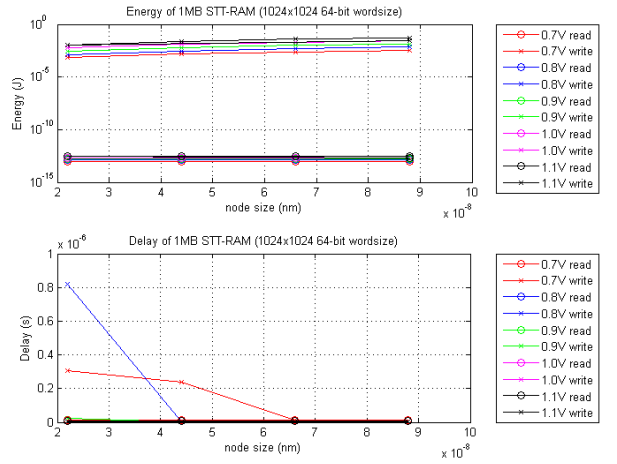 Energy of 1MB STT-RAM (1024x1024 64-bit wordsize)
10^0
10^-5
10^-10
10^-15
Energy (J)
2 3 4 5 6 7 8 9 10
node size (nm)
x 10^-8
0.7V read
0.7V write
0.8V read
0.8V write
0.9V read
0.9V write
1.0V read
1.0V write
1.1V read
1.1V write
x 10^-6
Delay of 1MB STT-RAM (1024x1024 64-bit wordsize)
1
0.8
0.6
0.4
0.2
0
Delay (s)
2 3 4 5 6 7 8 9 10
node size (nm)
x 10^-8
0.7V read
0.7V write
0.8V read
0.8V write
0.9V read
0.9V write
1.0V read
1.0V write
1.1V read
1.1V write